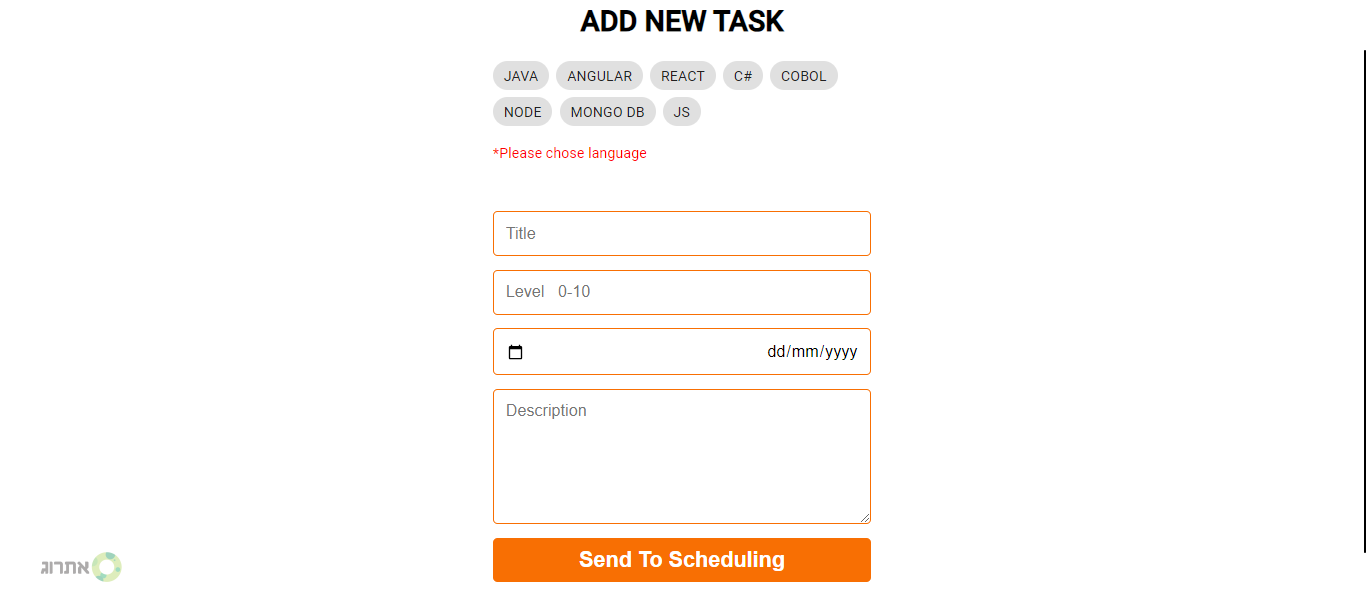 ADD NEW TASK
JAVA ANGULAR REACT C# COBOL
NODE MONGO DB JS
*Please chose language
Title
Level 0-10
dd/mm/yyyy
Description
Send To Scheduling
אתרוג